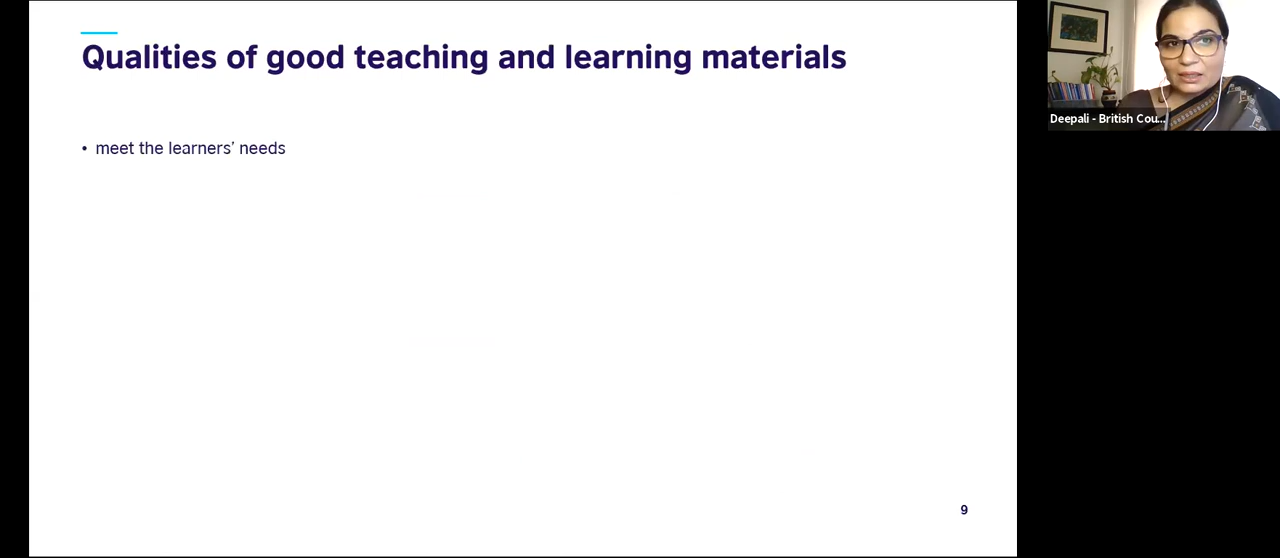 Qualities of good teaching and learning materials
• meet the learners’ needs
9
Deepali - British Cou...